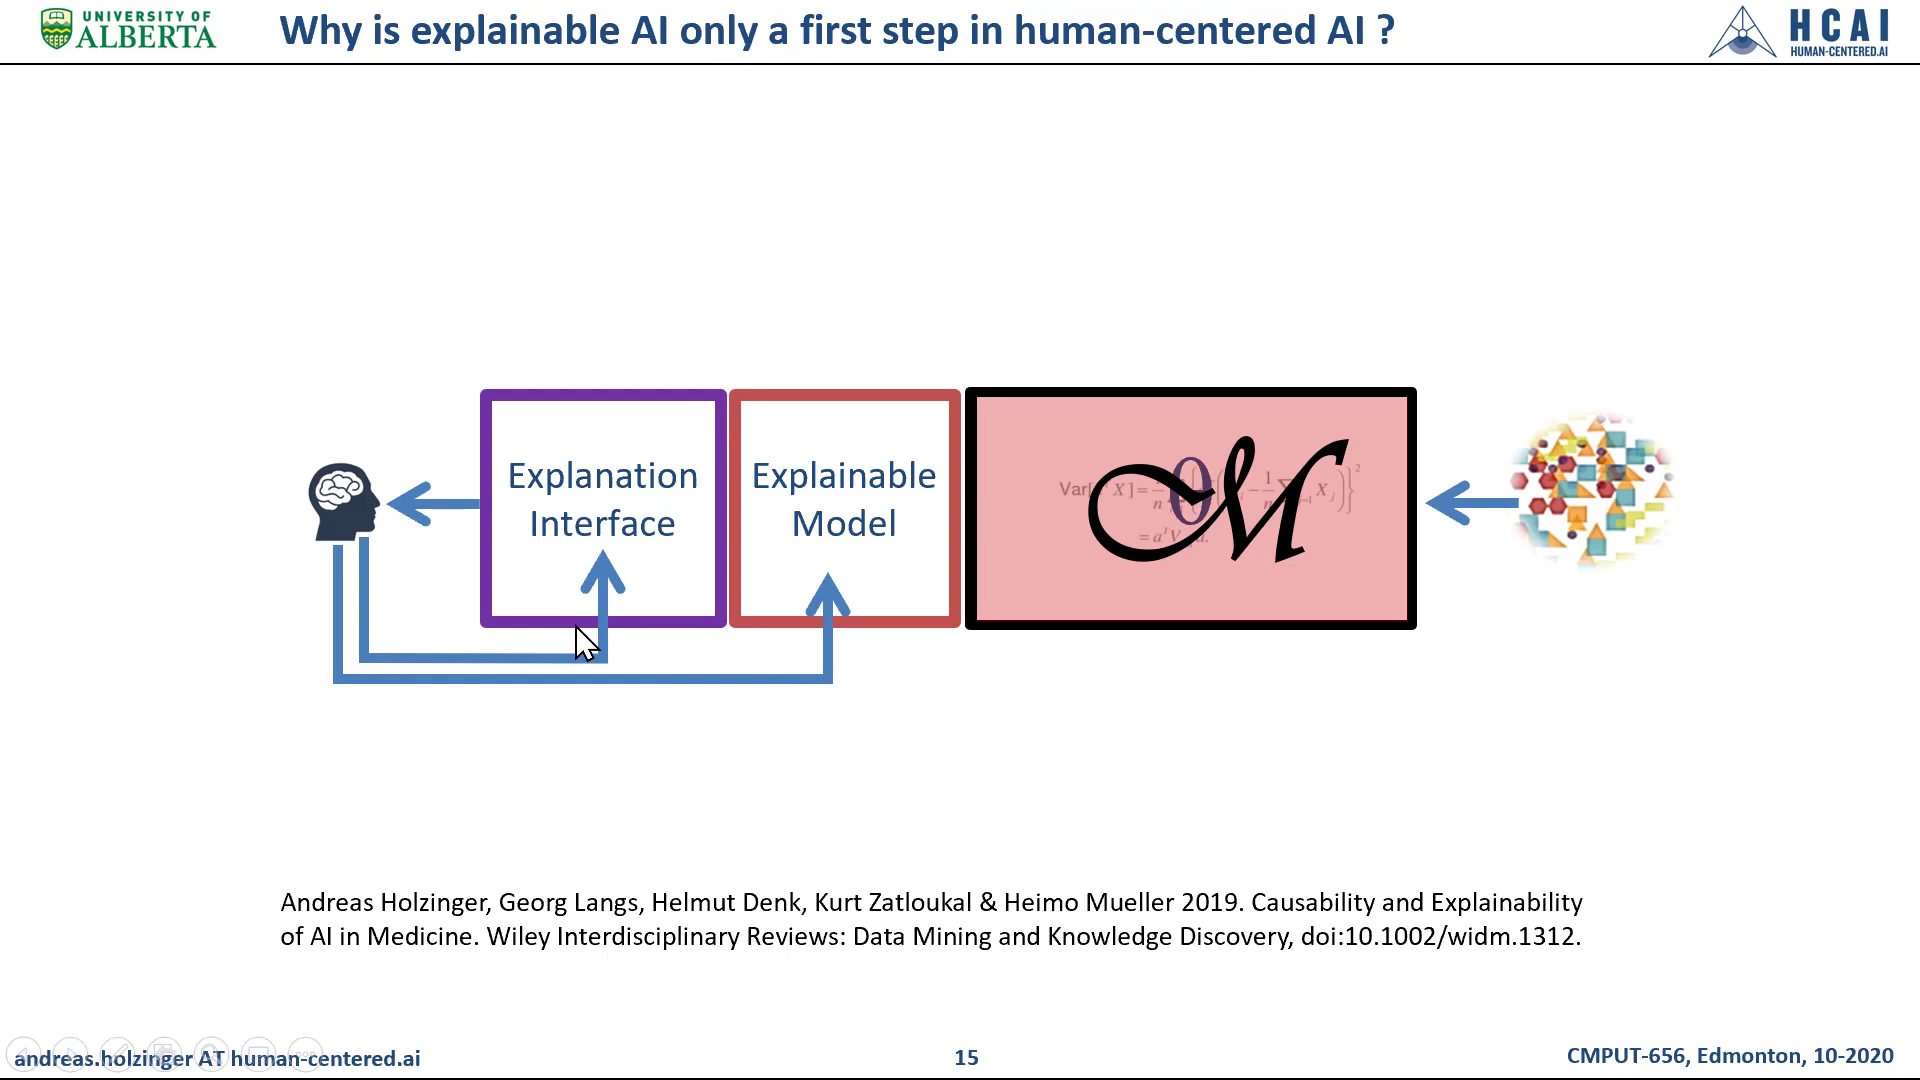 UNIVERSITY OF
ALBERTA
Why is explainable AI only a first step in human-centered AI ?
HCAI
HUMAN-CENTERED.AI
Explanation
Interface
Explainable
Model
ℳ
Var[
X] =
= a
Andreas Holzinger, Georg Langs, Helmut Denk, Kurt Zatloukal & Heimo Mueller 2019. Causability and Explainability
of AI in Medicine. Wiley Interdisciplinary Reviews: Data Mining and Knowledge Discovery, doi:10.1002/widm.1312.
andreas.holzinger AT human-centered.ai
15
CMPUT-656, Edmonton, 10-2020